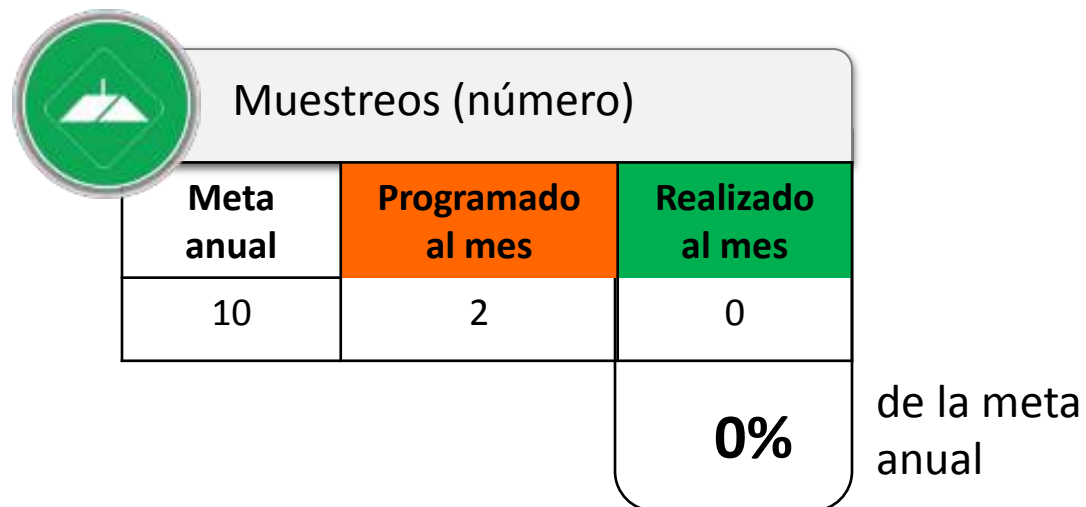 Muestreos (número)
Meta anual
Programado al mes
Realizado al mes
10
2
0
0%
de la meta anual